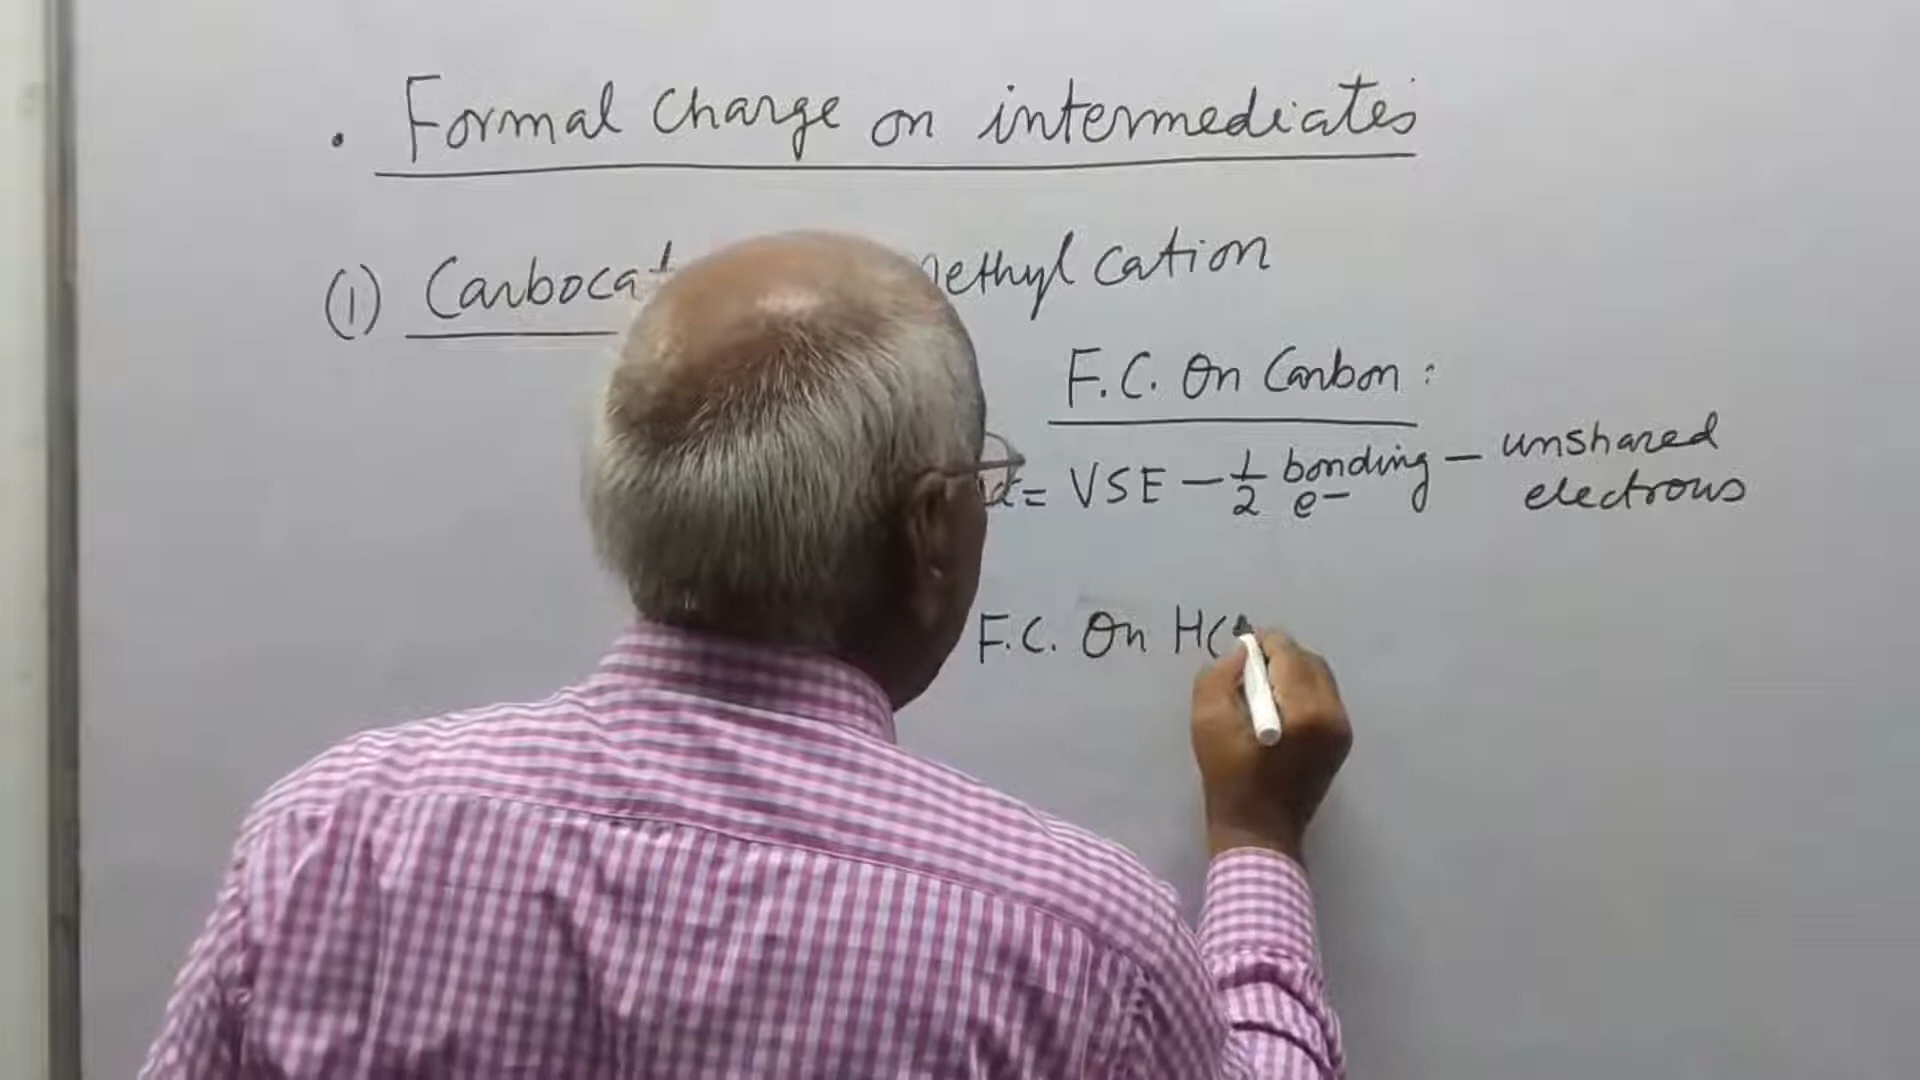 . Formal charge on intermediates
(1) Carbocat ethyl cation
F.C. On Carbon :
= VSE - 1/2 bonding e- - unshared electrons
F.C. On H(